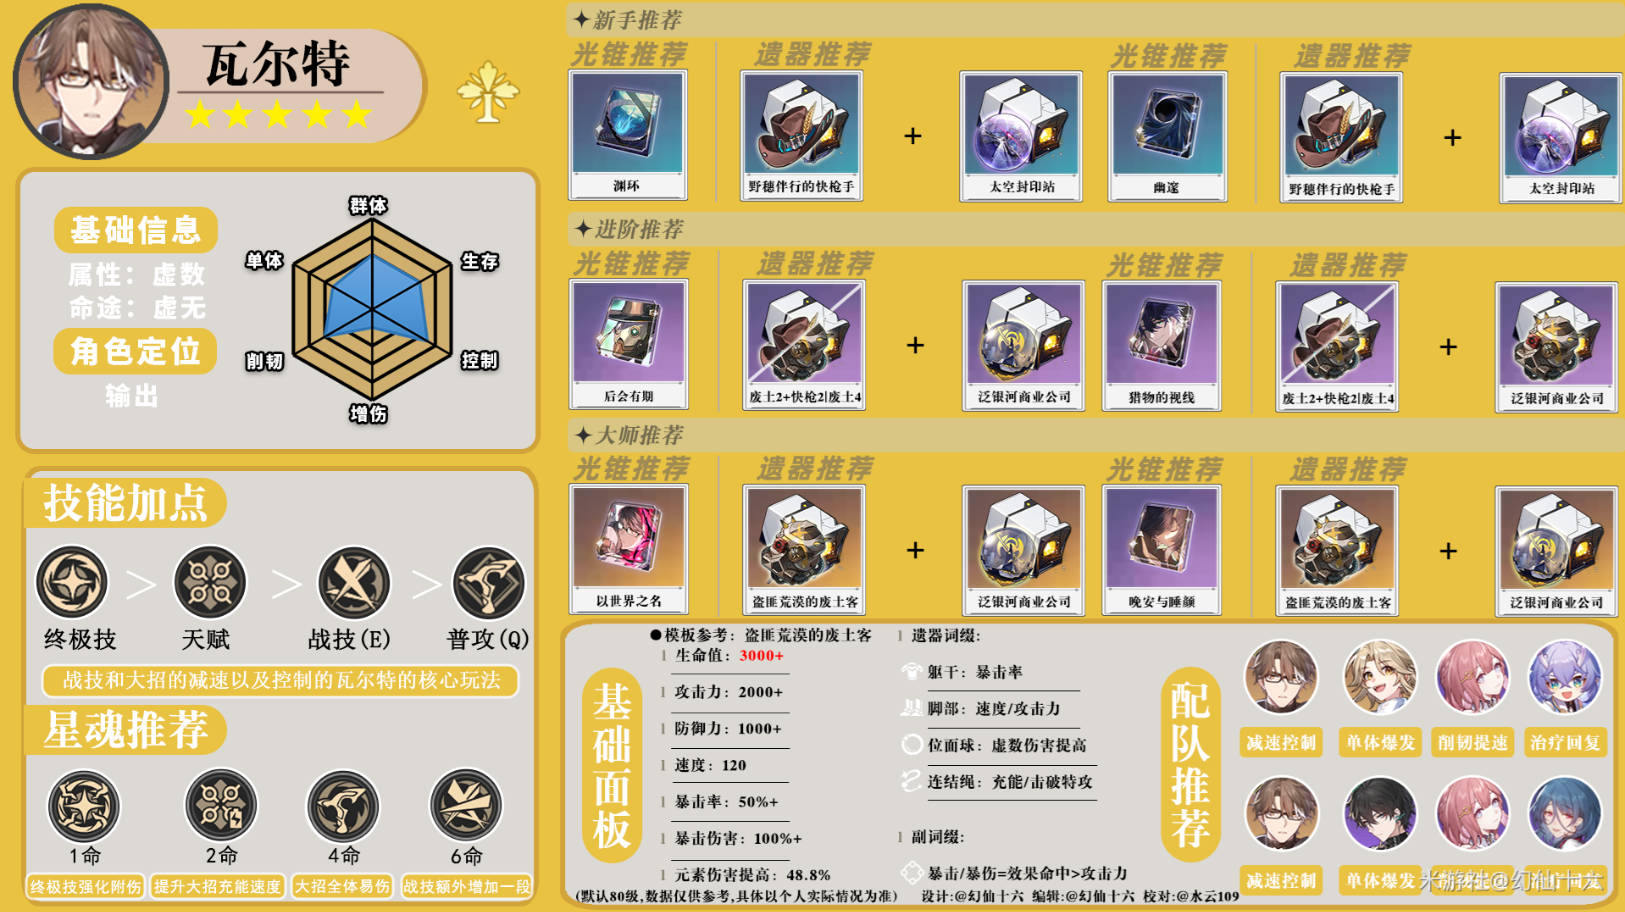 瓦尔特
基础信息
属性：虚数
命途：虚无
角色定位
输出
群体
单体
生存
削韧
控制
增伤
技能加点
终极技 > 天赋 > 战技(E) > 普攻(Q)
战技和大招的减速以及控制的瓦尔特的核心玩法
星魂推荐
1命 2命 4命 6命
终极技强化附伤 提升大招充能速度 大招全体易伤 战技额外增加一段
新手推荐
光锥推荐 遗器推荐 光锥推荐 遗器推荐
渊环 野穗伴行的快枪手 + 太空封印站 幽邃 野穗伴行的快枪手 + 太空封印站
进阶推荐
光锥推荐 遗器推荐 光锥推荐 遗器推荐
后会有期 废土2+快枪2|废土4 + 泛银河商业公司 猎物的视线 废土2+快枪2|废土4 + 泛银河商业公司
大师推荐
光锥推荐 遗器推荐 光锥推荐 遗器推荐
以世界之名 盗匪荒漠的废土客 + 泛银河商业公司 晚安与睡颜 盗匪荒漠的废土客 + 泛银河商业公司
基础面板
●模板参考：盗匪荒漠的废土客
生命值：3000+
攻击力：2000+
防御力：1000+
速度：120
暴击率：50%+
暴击伤害：100%+
元素伤害提高：48.8%
(默认80级,数据仅供参考,具体以个人实际情况为准)
遗器词缀：
躯干：暴击率
脚部：速度/攻击力
位面球：虚数伤害提高
连结绳：充能/击破特攻
副词缀：
暴击/暴伤=效果命中>攻击力
设计:@幻仙十六 编辑:@幻仙十六 校对:@水云109
配队推荐
减速控制 单体爆发 削韧提速 治疗回复
减速控制 单体爆发
米游社@幻仙十六